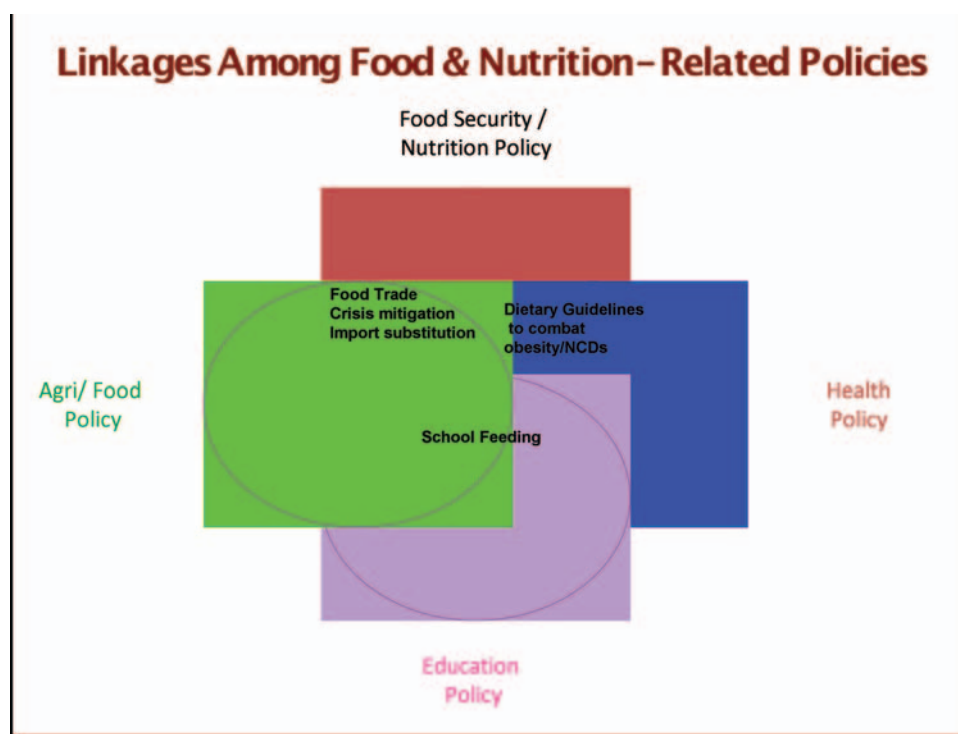 Linkages Among Food & Nutrition–Related Policies
Food Security /
Nutrition Policy
Food Trade
Crisis mitigation
Import substitution
Dietary Guidelines
to combat
obesity/NCDs
Agri/ Food
Policy
Health
Policy
School Feeding
Education
Policy